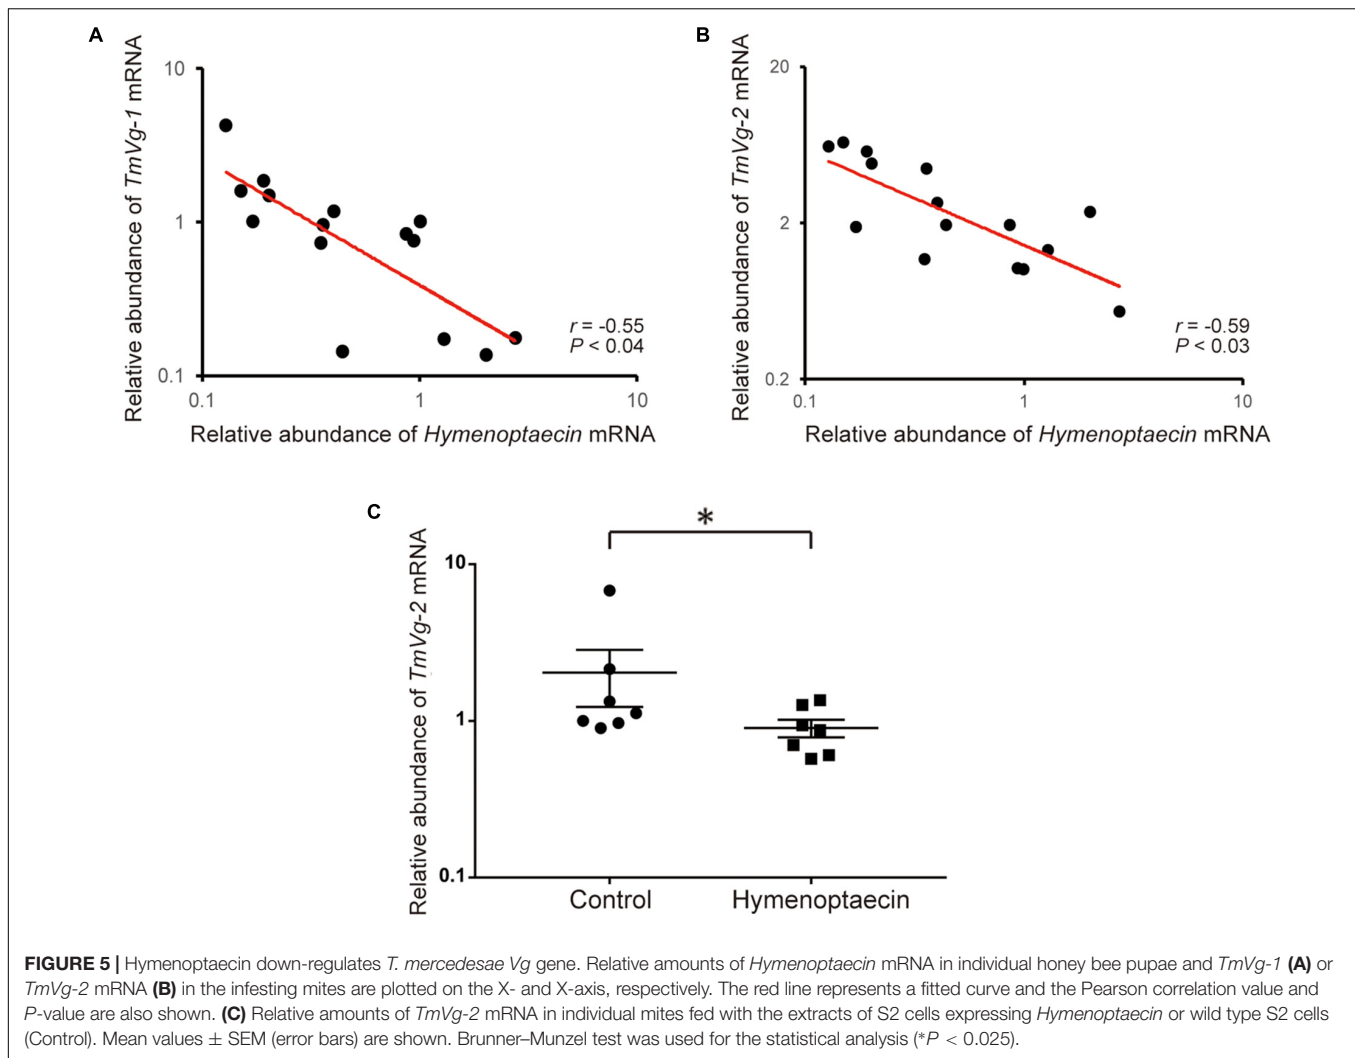 A
Relative abundance of TmVg-1 mRNA
10
1
0.1
0.1 1 10
r = -0.55
P < 0.04
Relative abundance of Hymenoptaecin mRNA
B
Relative abundance of TmVg-2 mRNA
20
2
0.2
0.1 1 10
r = -0.59
P < 0.03
Relative abundance of Hymenoptaecin mRNA
C
Relative abundance of TmVg-2 mRNA
*
10
1
0.1
Control Hymenoptaecin
FIGURE 5 | Hymenoptaecin down-regulates T. mercedesae Vg gene. Relative amounts of Hymenoptaecin mRNA in individual honey bee pupae and TmVg-1 (A) or
TmVg-2 mRNA (B) in the infesting mites are plotted on the X- and X-axis, respectively. The red line represents a fitted curve and the Pearson correlation value and
P-value are also shown. (C) Relative amounts of TmVg-2 mRNA in individual mites fed with the extracts of S2 cells expressing Hymenoptaecin or wild type S2 cells
(Control). Mean values ± SEM (error bars) are shown. Brunner–Munzel test was used for the statistical analysis (*P < 0.025).